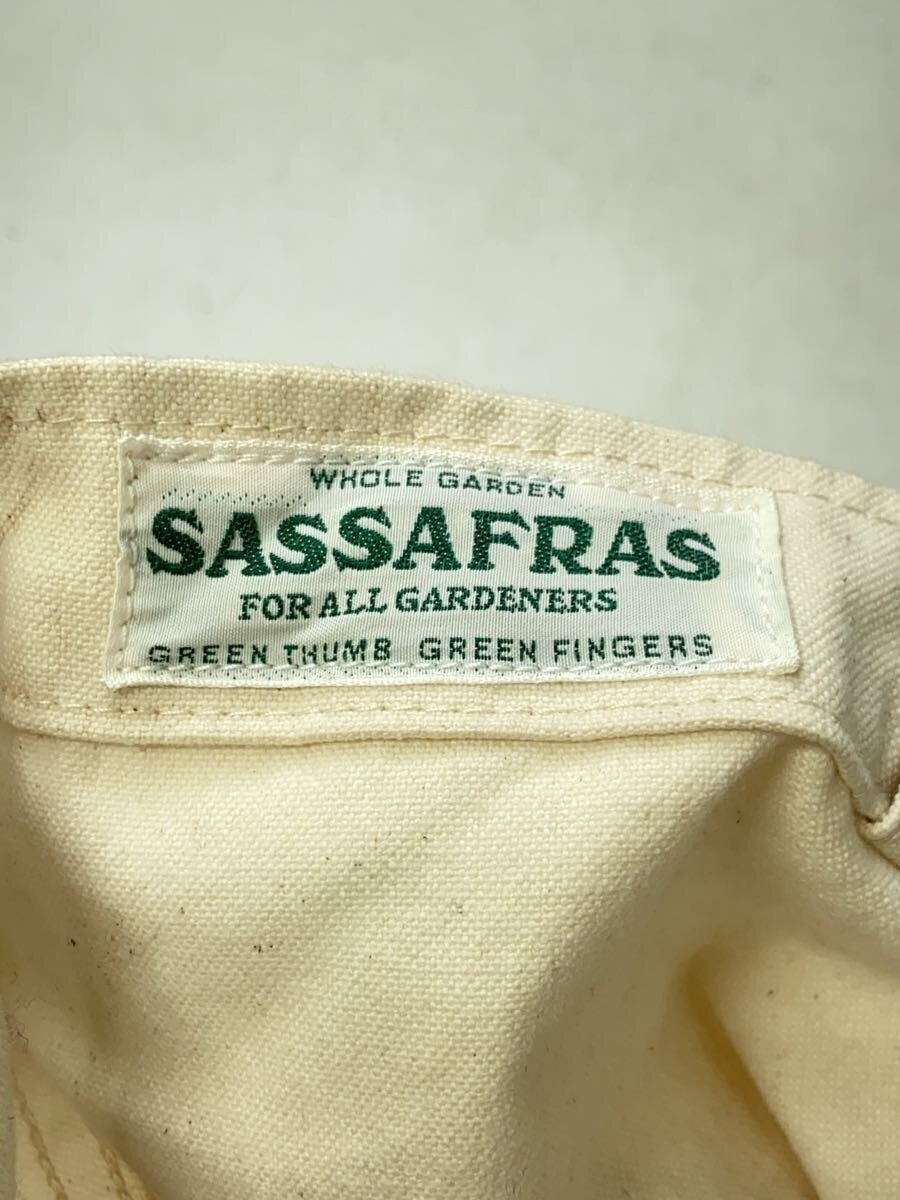 WHOLE GARDEN
SASSAFRAS
FOR ALL GARDENERS
GREEN THUMB GREEN FINGERS